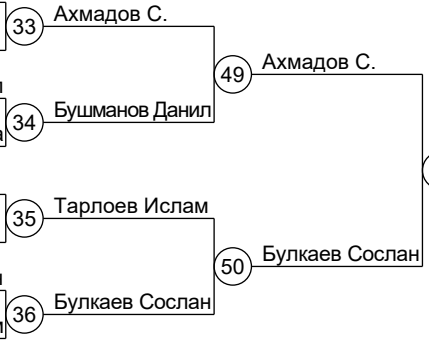 33 Ахмадов С.
49 Ахмадов С.
34 Бушманов Данил
35 Тарлоев Ислам
50 Булкаев Сослан
36 Булкаев Сослан